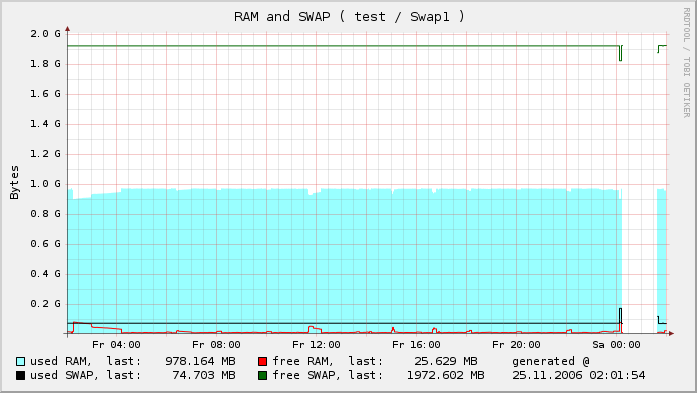 RAM and SWAP ( test / Swap1 )
RRDTOOL / TOBI OETIKER
Bytes
2.0 G
1.8 G
1.6 G
1.4 G
1.2 G
1.0 G
0.8 G
0.6 G
0.4 G
0.2 G
Fr 04:00 Fr 08:00 Fr 12:00 Fr 16:00 Fr 20:00 Sa 00:00
used RAM, last: 978.164 MB free RAM, last: 25.629 MB generated @
used SWAP, last: 74.703 MB free SWAP, last: 1972.602 MB 25.11.2006 02:01:54